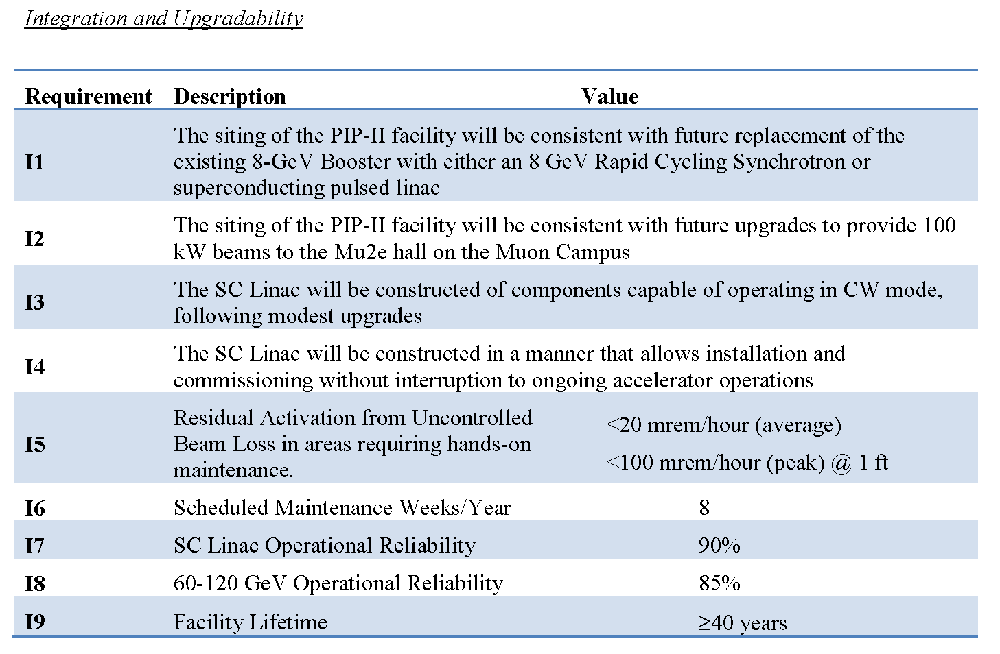 Integration and Upgradability
Requirement Description Value
I1
The siting of the PIP-II facility will be consistent with future replacement of the
existing 8-GeV Booster with either an 8 GeV Rapid Cycling Synchrotron or
superconducting pulsed linac
I2
The siting of the PIP-II facility will be consistent with future upgrades to provide 100
kW beams to the Mu2e hall on the Muon Campus
I3
The SC Linac will be constructed of components capable of operating in CW mode,
following modest upgrades
I4
The SC Linac will be constructed in a manner that allows installation and
commissioning without interruption to ongoing accelerator operations
I5
Residual Activation from Uncontrolled
Beam Loss in areas requiring hands-on
maintenance.
<20 mrem/hour (average)
<100 mrem/hour (peak) @ 1 ft
I6 Scheduled Maintenance Weeks/Year 8
I7 SC Linac Operational Reliability 90%
I8 60-120 GeV Operational Reliability 85%
I9 Facility Lifetime ≥40 years